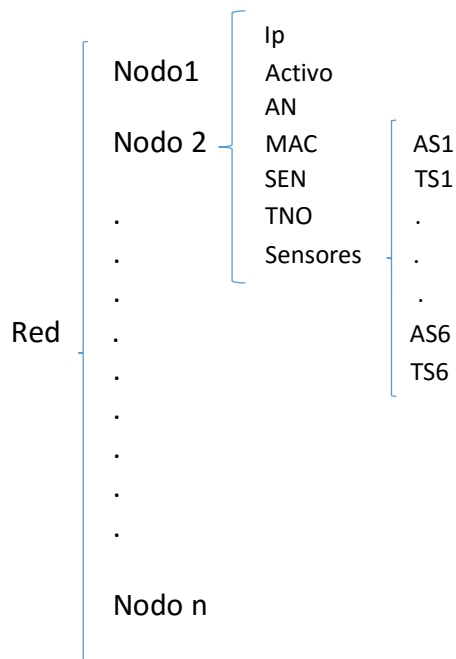 Red
Nodo1
Nodo 2
.
.
.
.
.
.
.
.
.
Nodo n
Ip
Activo
AN
MAC
SEN
TNO
Sensores
AS1
TS1
.
.
.
AS6
TS6